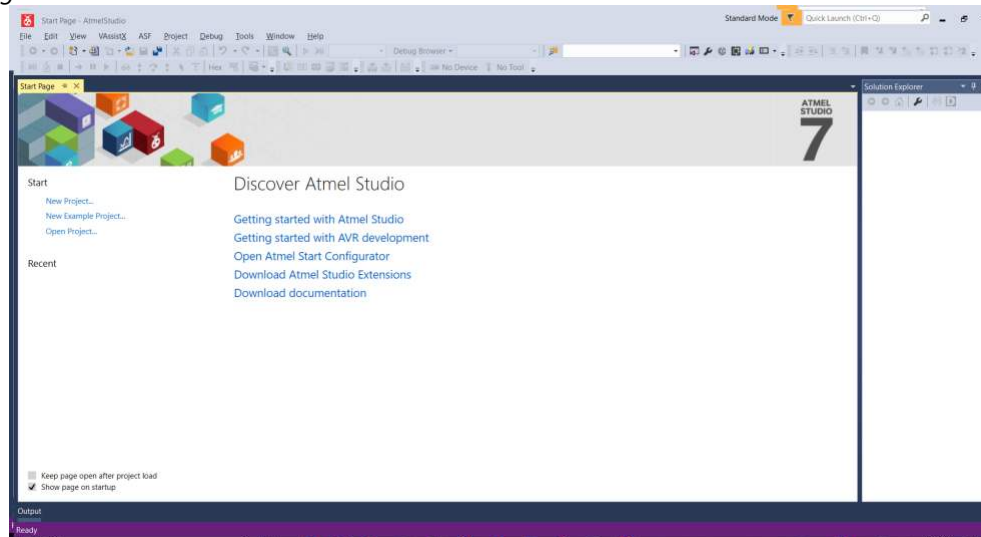 g
Start Page - AtmelStudio
Standard Mode
Quick Launch (Ctrl+Q)
File Edit View VAssistX ASF Project Debug Tools Window Help
Debug Browser
Hex
No Device
No Tool
Start Page
Solution Explorer
ATMEL
STUDIO
7
Start
New Project...
New Example Project...
Open Project...
Recent
Discover Atmel Studio
Getting started with Atmel Studio
Getting started with AVR development
Open Atmel Start Configurator
Download Atmel Studio Extensions
Download documentation
Keep page open after project load
Show page on startup
Output
Ready